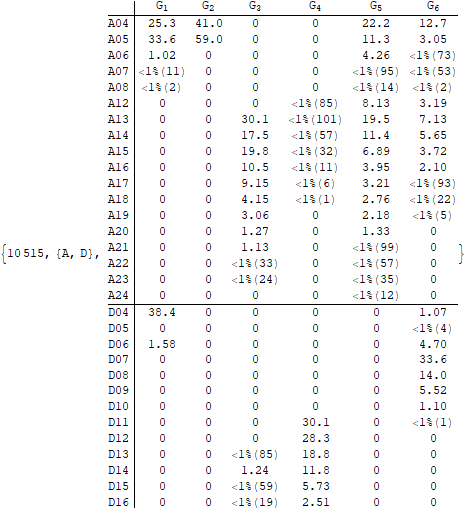 G1 G2 G3 G4 G5 G6
A04 25.3 41.0 0 0 22.2 12.7
A05 33.6 59.0 0 0 11.3 3.05
A06 1.02 0 0 0 4.26 <1%(73)
A07 <1%(11) 0 0 0 <1%(95) <1%(53)
A08 <1%(2) 0 0 0 <1%(14) <1%(2)
A12 0 0 0 <1%(85) 8.13 3.19
A13 0 0 30.1 <1%(101) 19.5 7.13
A14 0 0 17.5 <1%(57) 11.4 5.65
A15 0 0 19.8 <1%(32) 6.89 3.72
A16 0 0 10.5 <1%(11) 3.95 2.10
A17 0 0 9.15 <1%(6) 3.21 <1%(93)
A18 0 0 4.15 <1%(1) 2.76 <1%(22)
A19 0 0 3.06 0 2.18 <1%(5)
A20 0 0 1.27 0 1.33 0
{10515, {A, D}, A21 0 0 1.13 0 <1%(99) 0 }
A22 0 0 <1%(33) 0 <1%(57) 0
A23 0 0 <1%(24) 0 <1%(35) 0
A24 0 0 0 0 <1%(12) 0
D04 38.4 0 0 0 0 1.07
D05 0 0 0 0 0 <1%(4)
D06 1.58 0 0 0 0 4.70
D07 0 0 0 0 0 33.6
D08 0 0 0 0 0 14.0
D09 0 0 0 0 0 5.52
D10 0 0 0 0 0 1.10
D11 0 0 0 30.1 0 <1%(1)
D12 0 0 0 28.3 0 0
D13 0 0 <1%(85) 18.8 0 0
D14 0 0 1.24 11.8 0 0
D15 0 0 <1%(59) 5.73 0 0
D16 0 0 <1%(19) 2.51 0 0